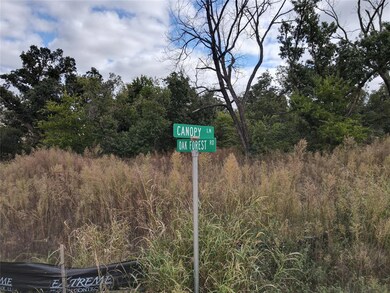 CANOPY LN
OAK FOREST RD
EXTREME